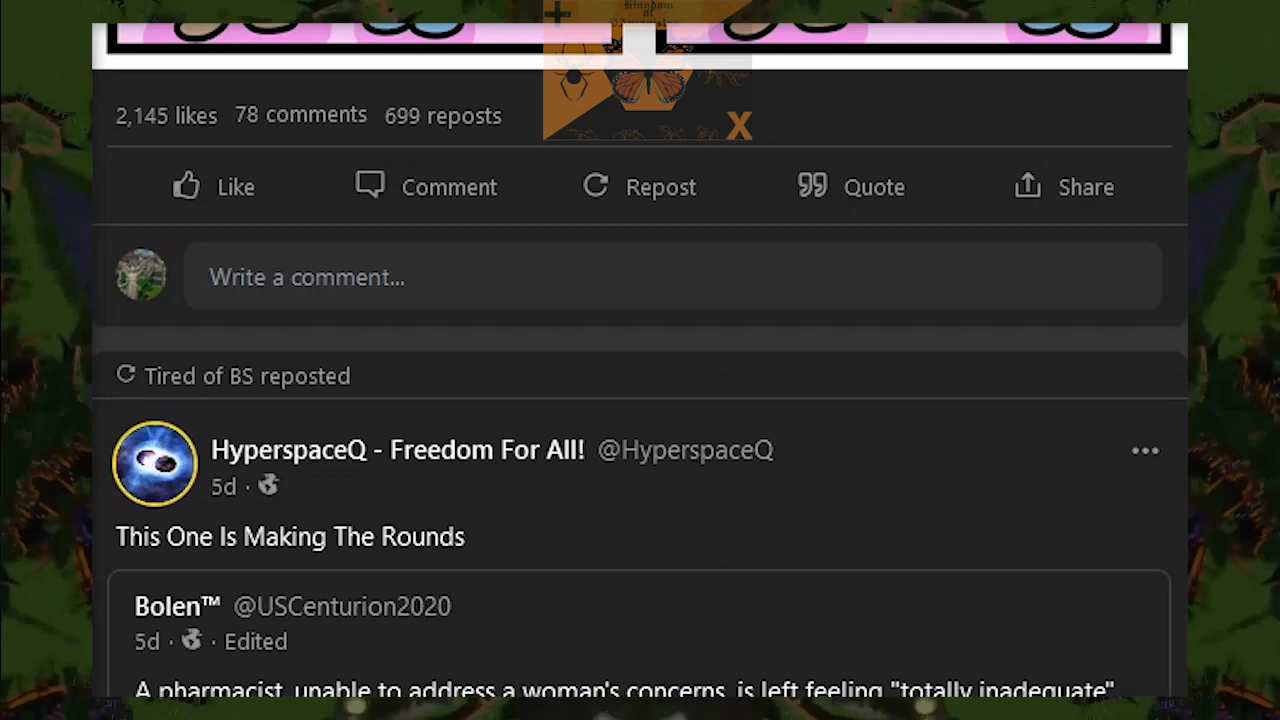 Kingdom
of
2,145 likes 78 comments 699 reposts
X
Like Comment Repost Quote Share
Write a comment...
Tired of BS reposted
HyperspaceQ - Freedom For All! @HyperspaceQ
5d ·
This One Is Making The Rounds
Bolen™ @USCenturion2020
5d · · Edited
A pharmacist, unable to address a woman's concerns, is left feeling "totally inadequate"